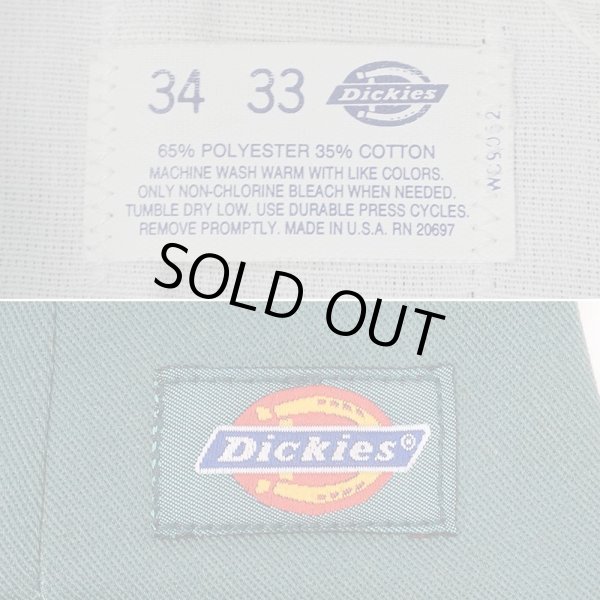 34 33 Dickies
65% POLYESTER 35% COTTON
MACHINE WASH WARM WITH LIKE COLORS.
ONLY NON-CHLORINE BLEACH WHEN NEEDED.
TUMBLE DRY LOW. USE DURABLE PRESS CYCLES.
REMOVE PROMPTLY. MADE IN U.S.A. RN 20697
SOLD OUT
Dickies®